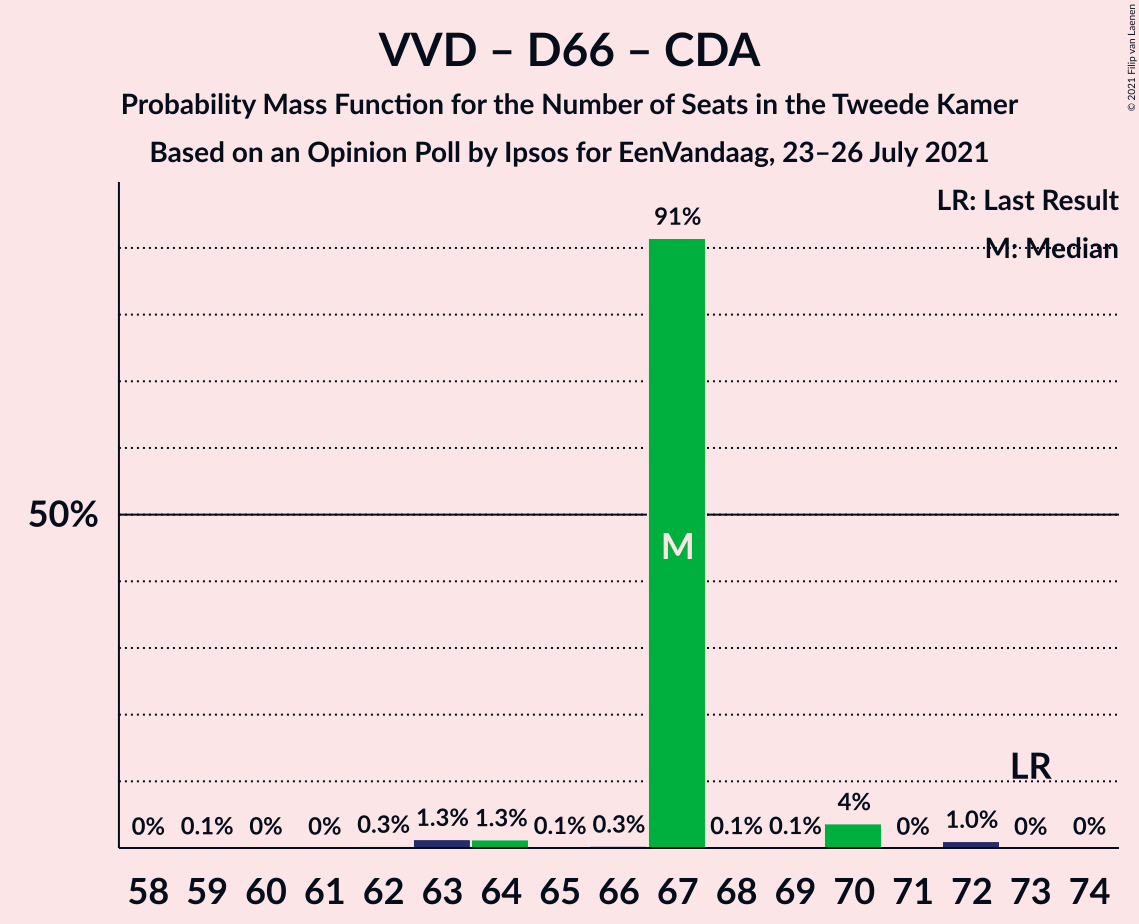 VVD – D66 – CDA
Probability Mass Function for the Number of Seats in the Tweede Kamer
Based on an Opinion Poll by Ipsos for EenVandaag, 23–26 July 2021
© 2021 Filip van Laenen
LR: Last Result
M: Median
91%
50%
M
LR
0% 0.1% 0% 0% 0.3% 1.3% 1.3% 0.1% 0.3% 0.1% 0.1% 4% 0% 1.0% 0% 0%
58 59 60 61 62 63 64 65 66 67 68 69 70 71 72 73 74